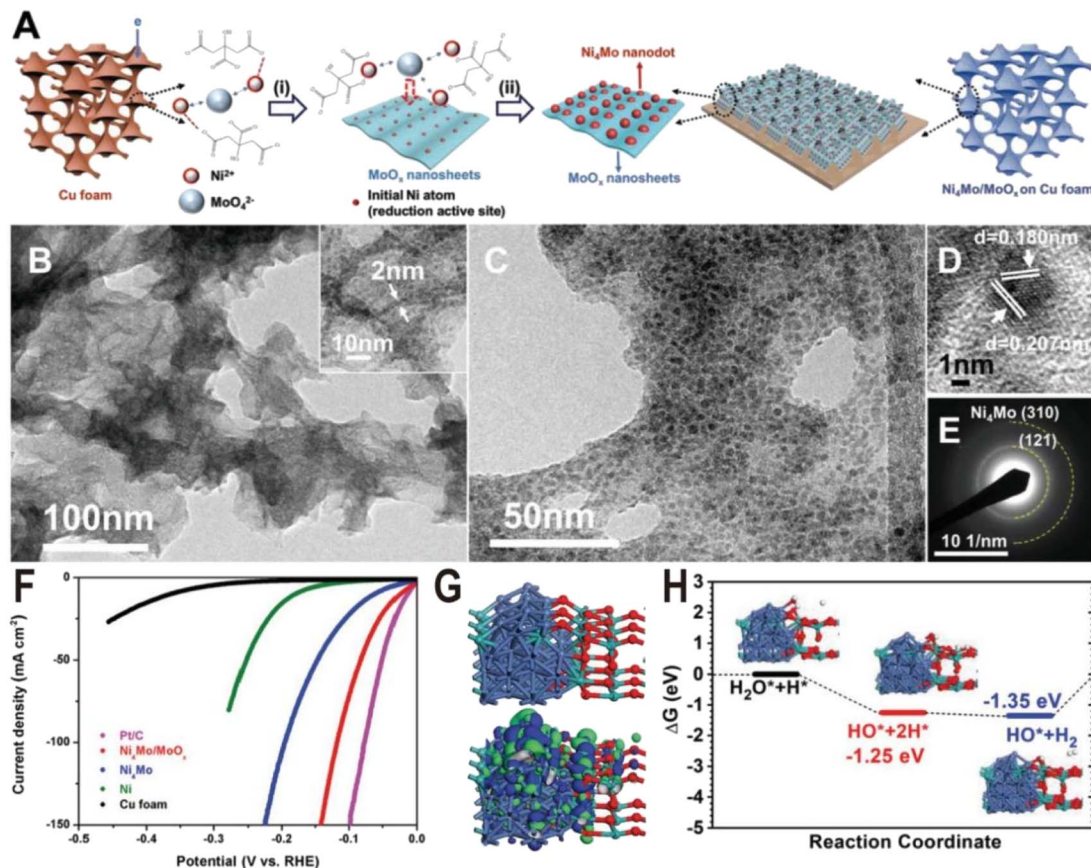 A
e
(i)
(ii)
Ni₄Mo nanodot
Cu foam
Ni²⁺
MoO₄²⁻
MoOₓ nanosheets
Initial Ni atom
(reduction active site)
MoOₓ nanosheets
Ni₄Mo/MoOₓ on Cu foam
B
2nm
10nm
100nm
C
50nm
D
d=0.180nm
d=0.207nm
1nm
E
Ni₄Mo (310)
(121)
10 1/nm
F
Current density (mA cm⁻²)
0
-50
-100
-150
Pt/C
Ni₄Mo/MoOₓ
Ni₄Mo
Ni
Cu foam
-0.5 -0.4 -0.3 -0.2 -0.1 0.0
Potential (V vs. RHE)
G
H
ΔG (eV)
3
2
1
0
-1
-2
-3
-4
-5
H₂O*+H*
HO*+2H*
-1.25 eV
-1.35 eV
HO*+H₂
Reaction Coordinate